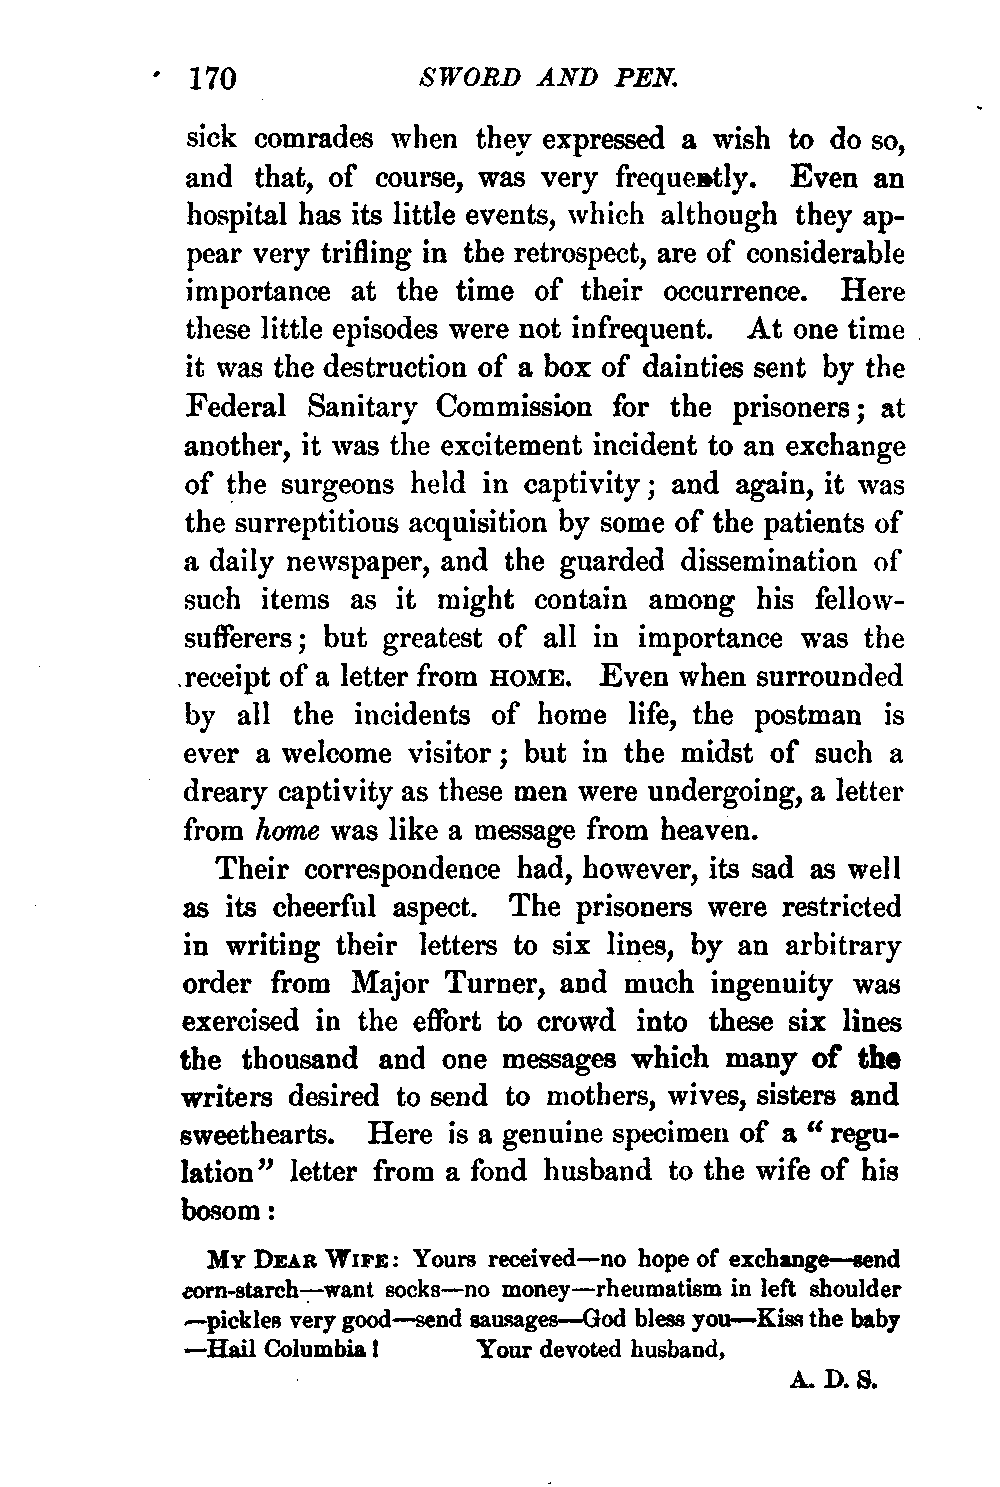 170 SWORD AND PEN.
sick comrades when they expressed a wish to do so,
and that, of course, was very frequently. Even an
hospital has its little events, which although they ap-
pear very trifling in the retrospect, are of considerable
importance at the time of their occurrence. Here
these little episodes were not infrequent. At one time
it was the destruction of a box of dainties sent by the
Federal Sanitary Commission for the prisoners; at
another, it was the excitement incident to an exchange
of the surgeons held in captivity; and again, it was
the surreptitious acquisition by some of the patients of
a daily newspaper, and the guarded dissemination of
such items as it might contain among his fellow-
sufferers; but greatest of all in importance was the
receipt of a letter from HOME. Even when surrounded
by all the incidents of home life, the postman is
ever a welcome visitor; but in the midst of such a
dreary captivity as these men were undergoing, a letter
from home was like a message from heaven.
Their correspondence had, however, its sad as well
as its cheerful aspect. The prisoners were restricted
in writing their letters to six lines, by an arbitrary
order from Major Turner, and much ingenuity was
exercised in the effort to crowd into these six lines
the thousand and one messages which many of the
writers desired to send to mothers, wives, sisters and
sweethearts. Here is a genuine specimen of a “regu-
lation” letter from a fond husband to the wife of his
bosom:
MY DEAR WIFE: Yours received—no hope of exchange—send
corn-starch—want socks—no money—rheumatism in left shoulder
—pickles very good—send sausages—God bless you—Kiss the baby
—Hail Columbia! Your devoted husband,
A. D. S.